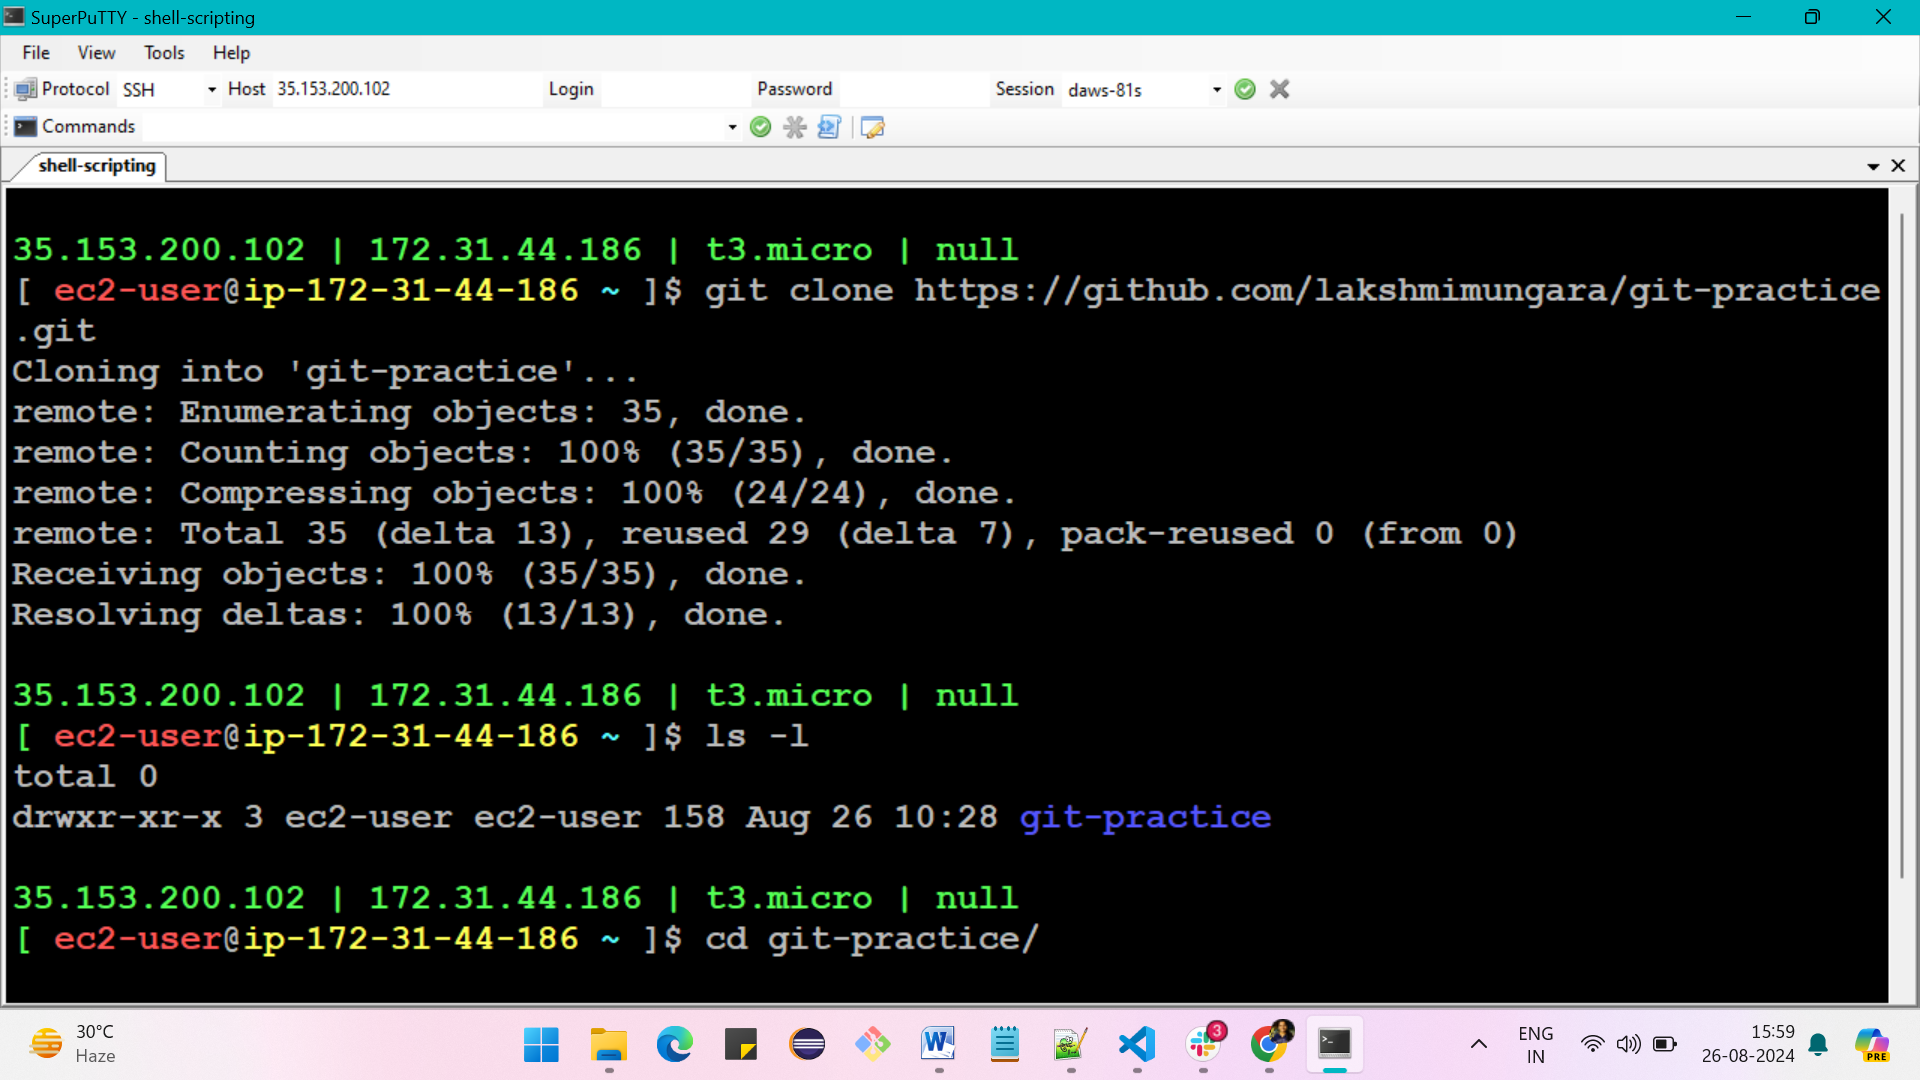 SuperPuTTY - shell-scripting
File View Tools Help
Protocol SSH Host 35.153.200.102 Login Password Session daws-81s
Commands
shell-scripting
35.153.200.102 | 172.31.44.186 | t3.micro | null
[ ec2-user@ip-172-31-44-186 ~ ]$ git clone https://github.com/lakshmimungara/git-practice
.git
Cloning into 'git-practice'...
remote: Enumerating objects: 35, done.
remote: Counting objects: 100% (35/35), done.
remote: Compressing objects: 100% (24/24), done.
remote: Total 35 (delta 13), reused 29 (delta 7), pack-reused 0 (from 0)
Receiving objects: 100% (35/35), done.
Resolving deltas: 100% (13/13), done.
35.153.200.102 | 172.31.44.186 | t3.micro | null
[ ec2-user@ip-172-31-44-186 ~ ]$ ls -l
total 0
drwxr-xr-x 3 ec2-user ec2-user 158 Aug 26 10:28 git-practice
35.153.200.102 | 172.31.44.186 | t3.micro | null
[ ec2-user@ip-172-31-44-186 ~ ]$ cd git-practice/
30°C
Haze
W
3
ENG
IN
15:59
26-08-2024
PRE